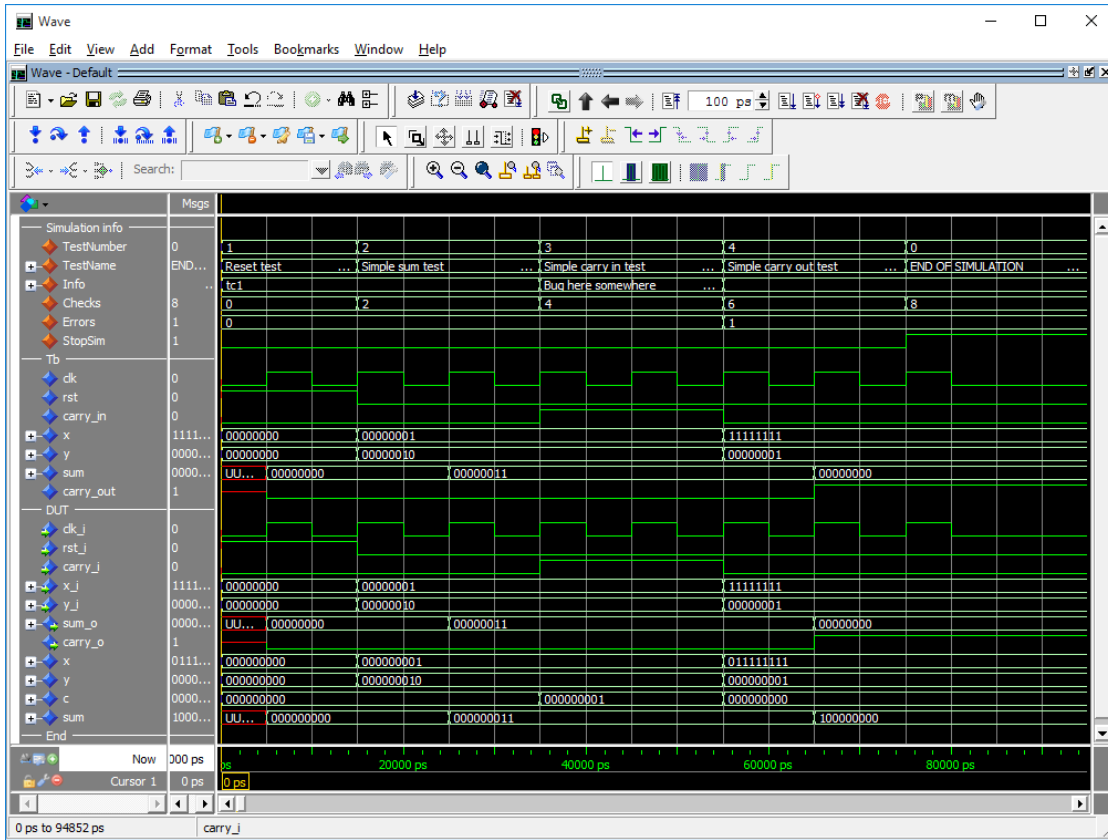 Wave
File Edit View Add Format Tools Bookmarks Window Help
Wave - Default
100 ps
Search:
Msgs
Simulation info
TestNumber 0 1 2 3 4 0
TestName END... Reset test ... Simple sum test ... Simple carry in test ... Simple carry out test ... END OF SIMULATION ...
Info .. tc1 Bug here somewhere ...
Checks 8 0 2 4 6 8
Errors 1 0 1
StopSim 1
Tb
clk 0
rst 0
carry_in 0
x 1111... 00000000 00000001 11111111
y 0000... 00000000 00000010 00000001
sum 0000... UU... 00000000 00000011 00000000
carry_out 1
DUT
clk_i 0
rst_i 0
carry_i 0
x_i 1111... 00000000 00000001 11111111
y_i 0000... 00000000 00000010 00000001
sum_o 0000... UU... 00000000 00000011 00000000
carry_o 1
x 0111... 000000000 000000001 011111111
y 0000... 000000000 000000010 000000001
c 0000... 000000000 000000001 000000000
sum 1000... UU... 000000000 000000011 100000000
End
Now 000 ps ps 20000 ps 40000 ps 60000 ps 80000 ps
Cursor 1 0 ps 0 ps
0 ps to 94852 ps carry_i